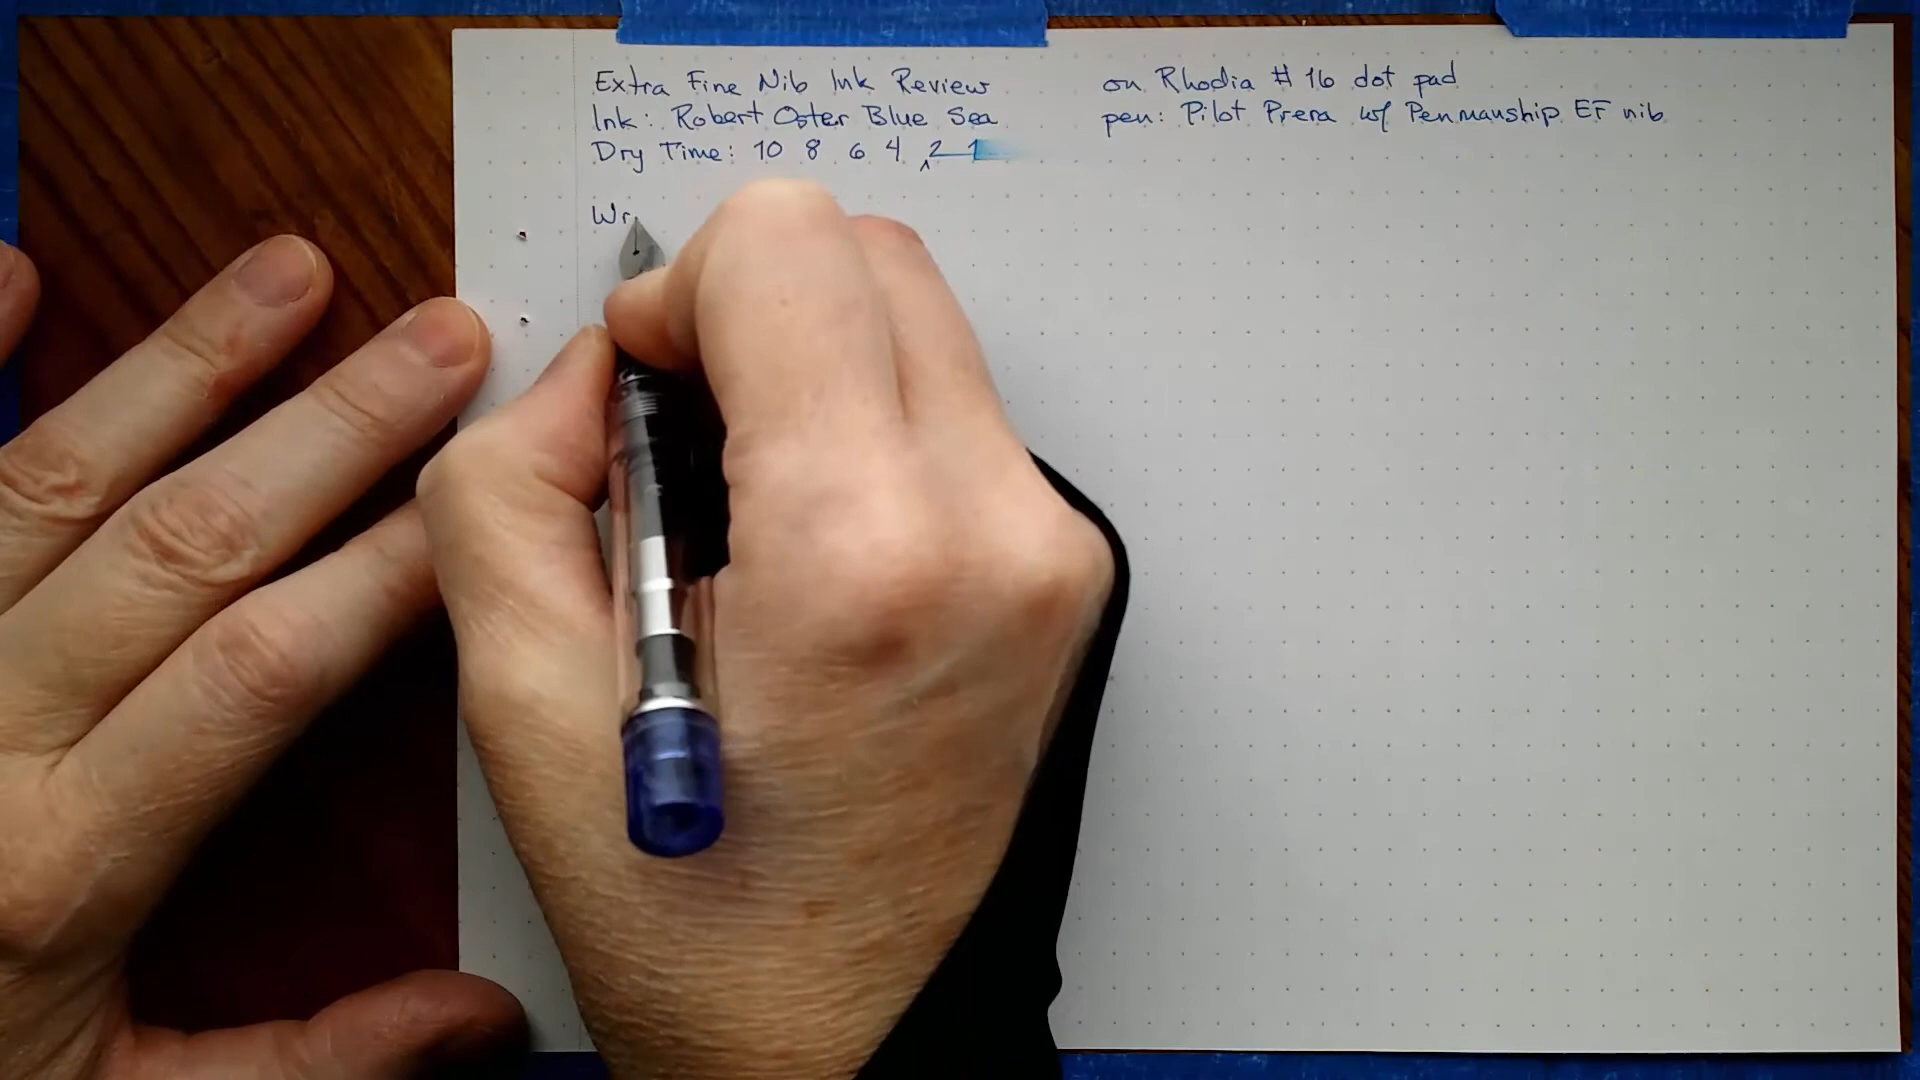 Extra Fine Nib Ink Review
Ink: Robert Oster Blue Sea
Dry Time: 10 8 6 4 2 1
on Rhodia # 16 dot pad
pen: Pilot Prera w/ Penmanship EF nib
Wr